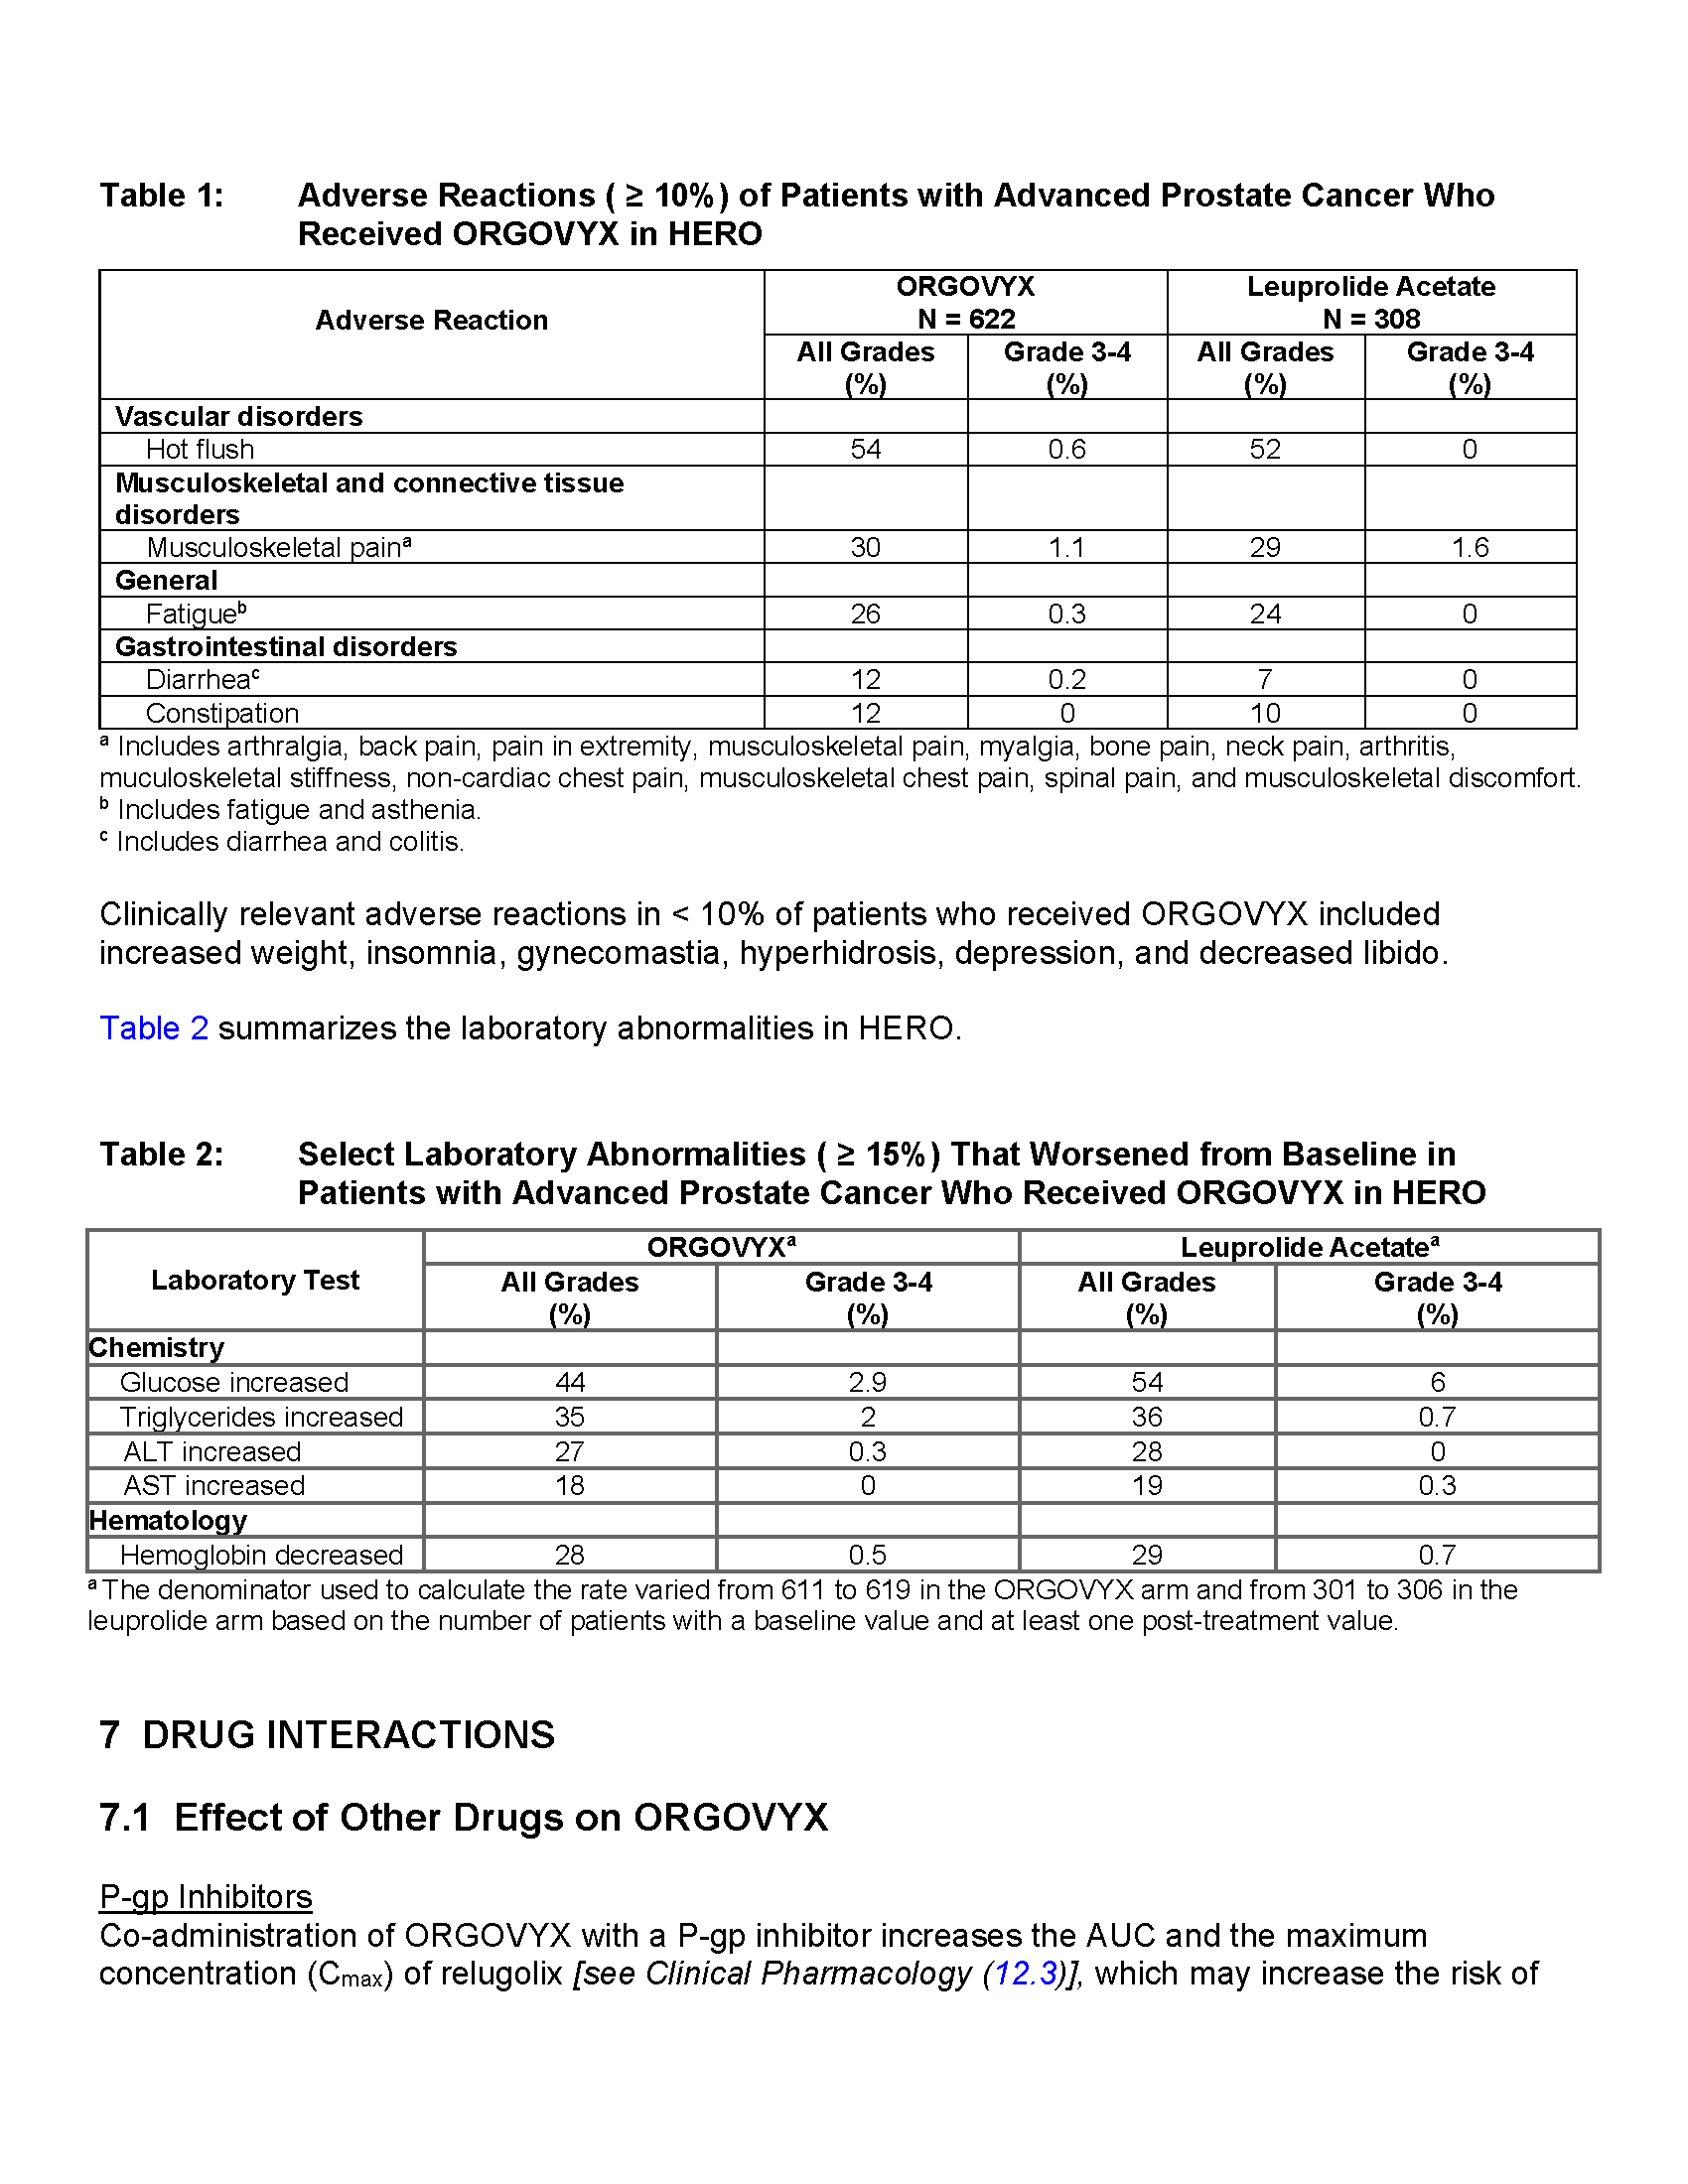 Table 1: Adverse Reactions ( ≥ 10%) of Patients with Advanced Prostate Cancer Who
Received ORGOVYX in HERO
Adverse Reaction
ORGOVYX
N = 622
Leuprolide Acetate
N = 308
All Grades
(%)
Grade 3-4
(%)
All Grades
(%)
Grade 3-4
(%)
Vascular disorders
Hot flush 54 0.6 52 0
Musculoskeletal and connective tissue
disorders
Musculoskeletal painᵃ 30 1.1 29 1.6
General
Fatigueᵇ 26 0.3 24 0
Gastrointestinal disorders
Diarrheaᶜ 12 0.2 7 0
Constipation 12 0 10 0
ᵃ Includes arthralgia, back pain, pain in extremity, musculoskeletal pain, myalgia, bone pain, neck pain, arthritis,
muculoskeletal stiffness, non-cardiac chest pain, musculoskeletal chest pain, spinal pain, and musculoskeletal discomfort.
ᵇ Includes fatigue and asthenia.
ᶜ Includes diarrhea and colitis.
Clinically relevant adverse reactions in < 10% of patients who received ORGOVYX included
increased weight, insomnia, gynecomastia, hyperhidrosis, depression, and decreased libido.
Table 2 summarizes the laboratory abnormalities in HERO.
Table 2: Select Laboratory Abnormalities ( ≥ 15%) That Worsened from Baseline in
Patients with Advanced Prostate Cancer Who Received ORGOVYX in HERO
Laboratory Test
ORGOVYXᵃ
Leuprolide Acetateᵃ
All Grades
(%)
Grade 3-4
(%)
All Grades
(%)
Grade 3-4
(%)
Chemistry
Glucose increased 44 2.9 54 6
Triglycerides increased 35 2 36 0.7
ALT increased 27 0.3 28 0
AST increased 18 0 19 0.3
Hematology
Hemoglobin decreased 28 0.5 29 0.7
ᵃ The denominator used to calculate the rate varied from 611 to 619 in the ORGOVYX arm and from 301 to 306 in the
leuprolide arm based on the number of patients with a baseline value and at least one post-treatment value.
7 DRUG INTERACTIONS
7.1 Effect of Other Drugs on ORGOVYX
P-gp Inhibitors
Co-administration of ORGOVYX with a P-gp inhibitor increases the AUC and the maximum
concentration (Cmax) of relugolix [see Clinical Pharmacology (12.3)], which may increase the risk of